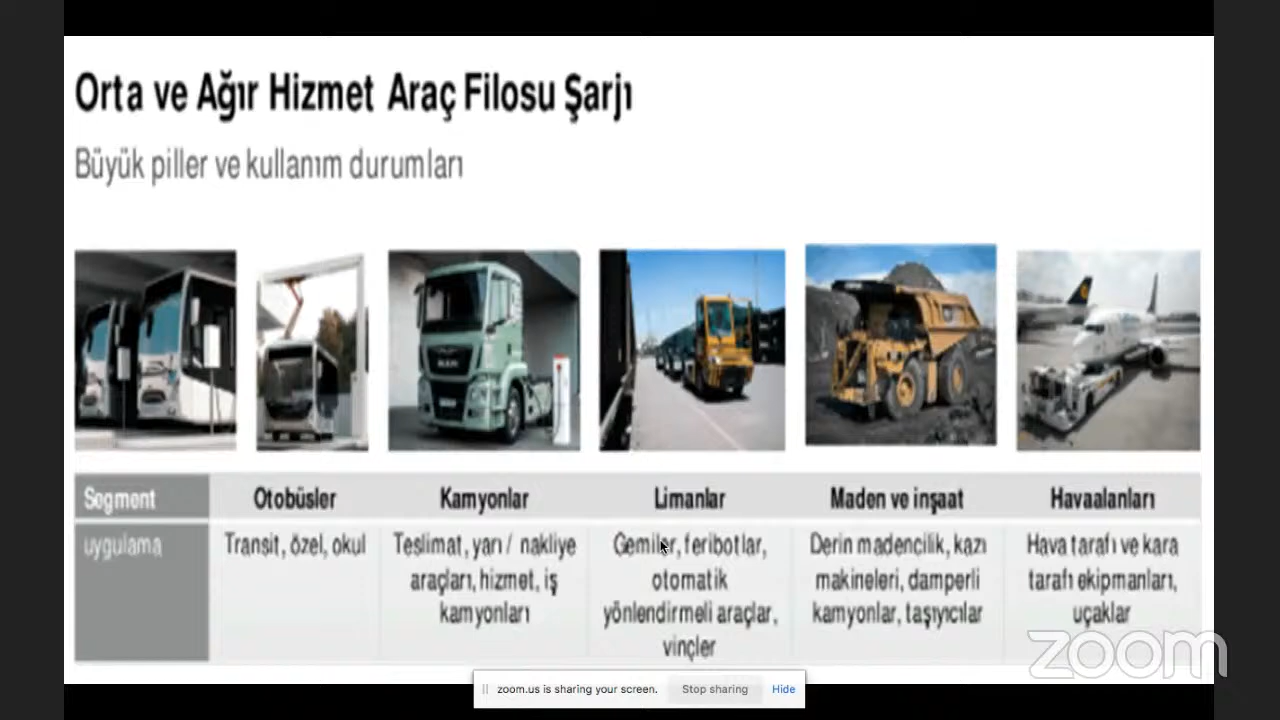 Orta ve Ağır Hizmet Araç Filosu Şarjı
Büyük piller ve kullanım durumları
Segment Otobüsler Kamyonlar Limanlar Maden ve inşaat Havaalanları
uygulama Transit, özel, okul Teslimat, yarı / nakliye Gemiler, feribotlar, Derin madencilik, kazı Hava tarafı ve kara
araçları, hizmet, iş otomatik makineleri, damperli tarafı ekipmanları,
kamyonları yönlendirmeli araçlar, kamyonlar, taşıyıcılar uçaklar
vinçler
zoom
zoom.us is sharing your screen. Stop sharing Hide